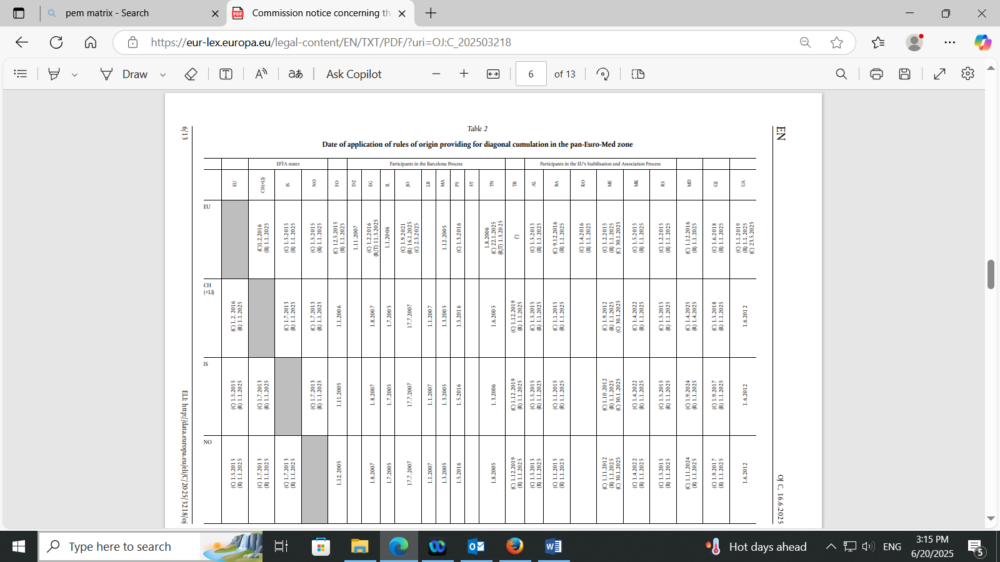 pem matrix - Search
Commission notice concerning th
https://eur-lex.europa.eu/legal-content/EN/TXT/PDF/?uri=OJ:C_202503218
Draw
aあ
Ask Copilot
6
of 13
6/13
EN
Table 2
Date of application of rules of origin providing for diagonal cumulation in the pan-Euro-Med zone
EFTA states
Participants in the Barcelona Process
Participants in the EU's Stabilisation and Association Process
EU CH(+LI) IS NO FO DZ EG IL JO LB MA PS SY TN TR AL BA KO ME MK RS MD GE UA
EU
(C)1.2.2016
(R) 1.1.2025
(C) 1.5.2015
(R) 1.1.2025
(C) 1.5.2015
(R) 1.1.2025
(C) 12.5.2015
(R) 1.1.2025
1.11.2007
(C) 1.2.2016
(R/T) 11.3.2025
1.1.2006
(C) 1.9.2021
(R) 16.1.2025
(C) 2.3.2025
1.12.2005
(C) 1.3.2016
1.8.2006
(C) 22.1.2025
(R/T) 1.3.2025
(¹)
(C) 1.5.2015
(R) 1.1.2025
(C) 9.12.2016
(R) 1.1.2025
(C) 1.4.2016
(R) 1.1.2025
(C) 1.2.2015
(R) 1.1.2025
(C) 30.1.2025
(C) 1.5.2015
(R) 1.1.2025
(C) 1.2.2015
(R) 1.1.2025
(C) 1.12.2016
(R) 1.1.2025
(C) 1.6.2018
(R) 1.1.2025
(C) 1.1.2019
(R) 1.1.2025
(C) 23.5.2025
CH
(+LI)
(C) 1.2.2016
(R) 1.1.2025
(C) 1.7.2013
(R) 1.1.2025
(C) 1.7.2013
(R) 1.1.2025
1.1.2006
1.8.2007
1.7.2005
17.7.2007
1.1.2007
1.3.2005
1.5.2016
1.6.2005
(C) 1.12.2019
(R) 1.1.2025
(C) 1.5.2015
(R) 1.1.2025
(C) 1.1.2015
(R) 1.1.2025
(C) 1.9.2012
(R) 1.1.2025
(C) 30.1.2025
(C) 1.4.2022
(R) 1.1.2025
(C) 1.5.2015
(R) 1.1.2025
(C) 1.4.2025
(R) 1.4.2025
(C) 1.5.2018
(R) 1.1.2025
1.6.2012
IS
(C) 1.5.2015
(R) 1.1.2025
(C) 1.7.2013
(R) 1.1.2025
(C) 1.7.2013
(R) 1.1.2025
1.11.2005
1.8.2007
1.7.2005
17.7.2007
1.1.2007
1.3.2005
1.5.2016
1.3.2006
(C) 1.12.2019
(R) 1.1.2025
(C) 1.5.2015
(R) 1.1.2025
(C) 1.1.2015
(R) 1.1.2025
(C) 1.10.2012
(R) 1.1.2025
(C) 30.1.2025
(C) 1.4.2022
(R) 1.1.2025
(C) 1.5.2015
(R) 1.1.2025
(C) 1.9.2024
(R) 1.1.2025
(C) 1.9.2017
(R) 1.1.2025
1.6.2012
NO
(C) 1.5.2015
(R) 1.1.2025
(C) 1.7.2013
(R) 1.1.2025
(C) 1.7.2013
(R) 1.1.2025
1.12.2005
1.8.2007
1.7.2005
17.7.2007
1.1.2007
1.3.2005
1.5.2016
1.8.2005
(C) 1.12.2019
(R) 1.1.2025
(C) 1.5.2015
(R) 1.1.2025
(C) 1.1.2015
(R) 1.1.2025
(C) 1.11.2012
(R) 1.1.2025
(C) 30.1.2025
(C) 1.4.2022
(R) 1.1.2025
(C) 1.5.2015
(R) 1.1.2025
(C) 1.11.2024
(R) 1.1.2025
(C) 1.9.2017
(R) 1.1.2025
1.6.2012
ELI: http://data.europa.eu/eli/C/2025/3218/oj
OJ C, 16.6.2025
Type here to search
Hot days ahead
ENG
3:15 PM
6/20/2025
5